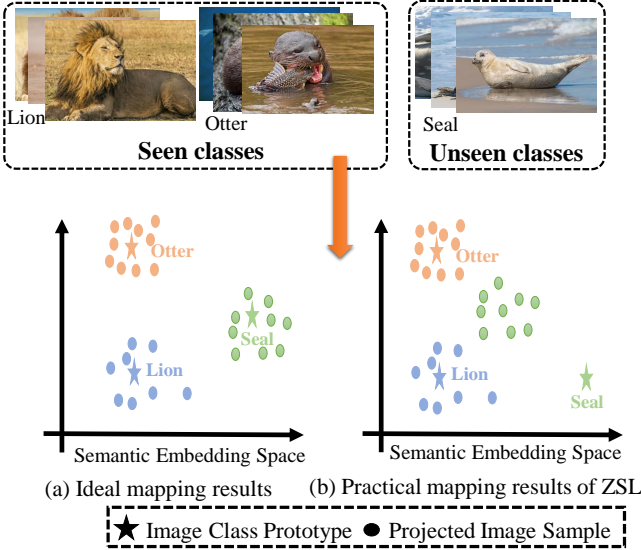 Lion
Otter
Seen classes
Seal
Unseen classes
Otter
Seal
Lion
Semantic Embedding Space
(a) Ideal mapping results
Otter
Lion
Seal
Semantic Embedding Space
(b) Practical mapping results of ZSL
Image Class Prototype
Projected Image Sample